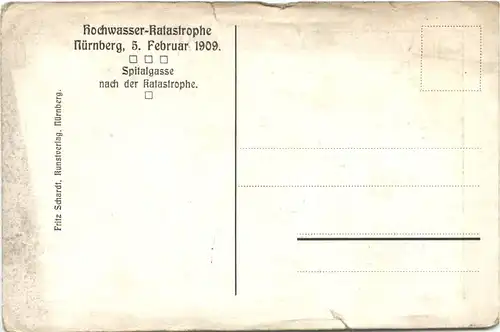 Hochwasser-Katastrophe
Nürnberg, 5. Februar 1909.
Spitalgasse
nach der Katastrophe.
Fritz Schardt, Kunstverlag, Nürnberg.